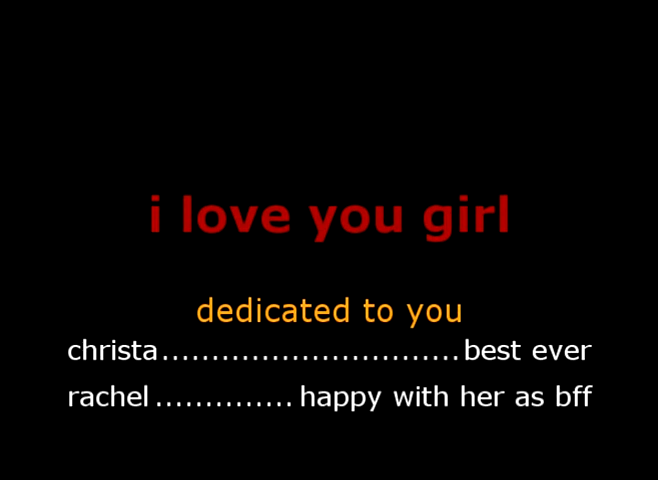 i love you girl
dedicated to you
christa..............................best ever
rachel.............. happy with her as bff